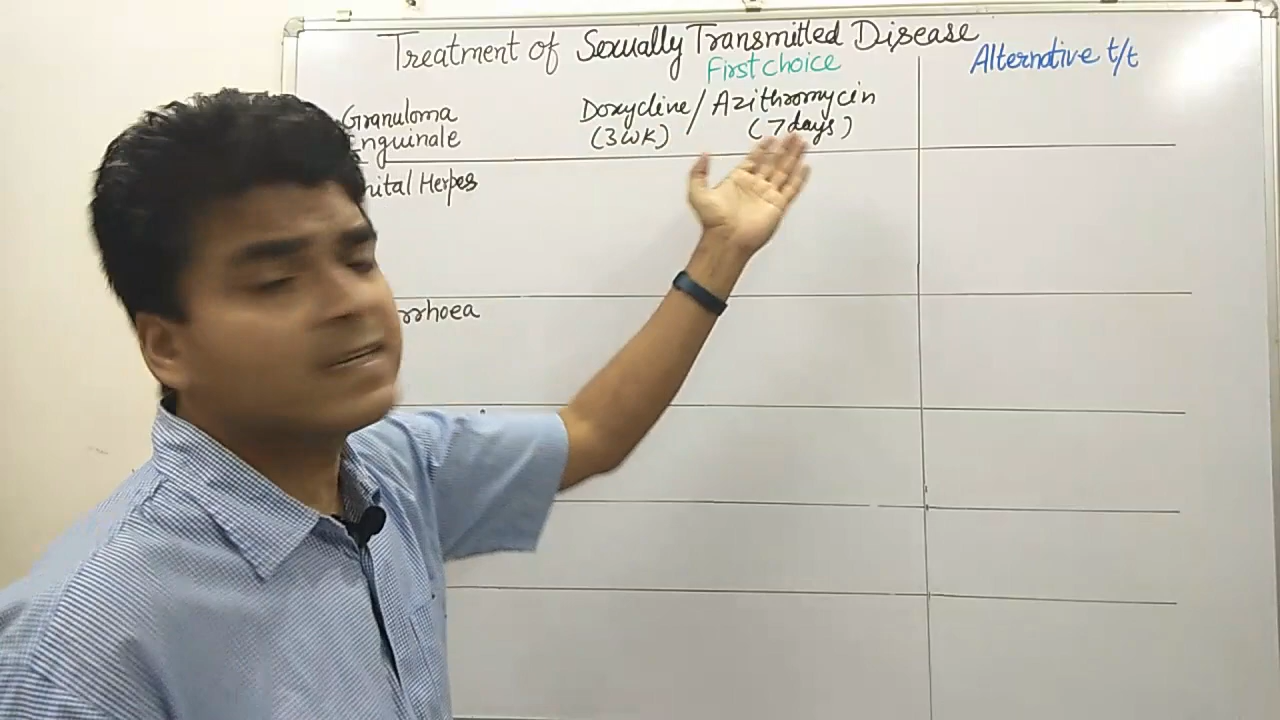 Treatment of Sexually Transmitted Disease
First choice
Alternative t/t
Granuloma
Inguinale
Doxycline / Azithromycin
(3 wk) (7 days)
nital Herpes
rrhoea